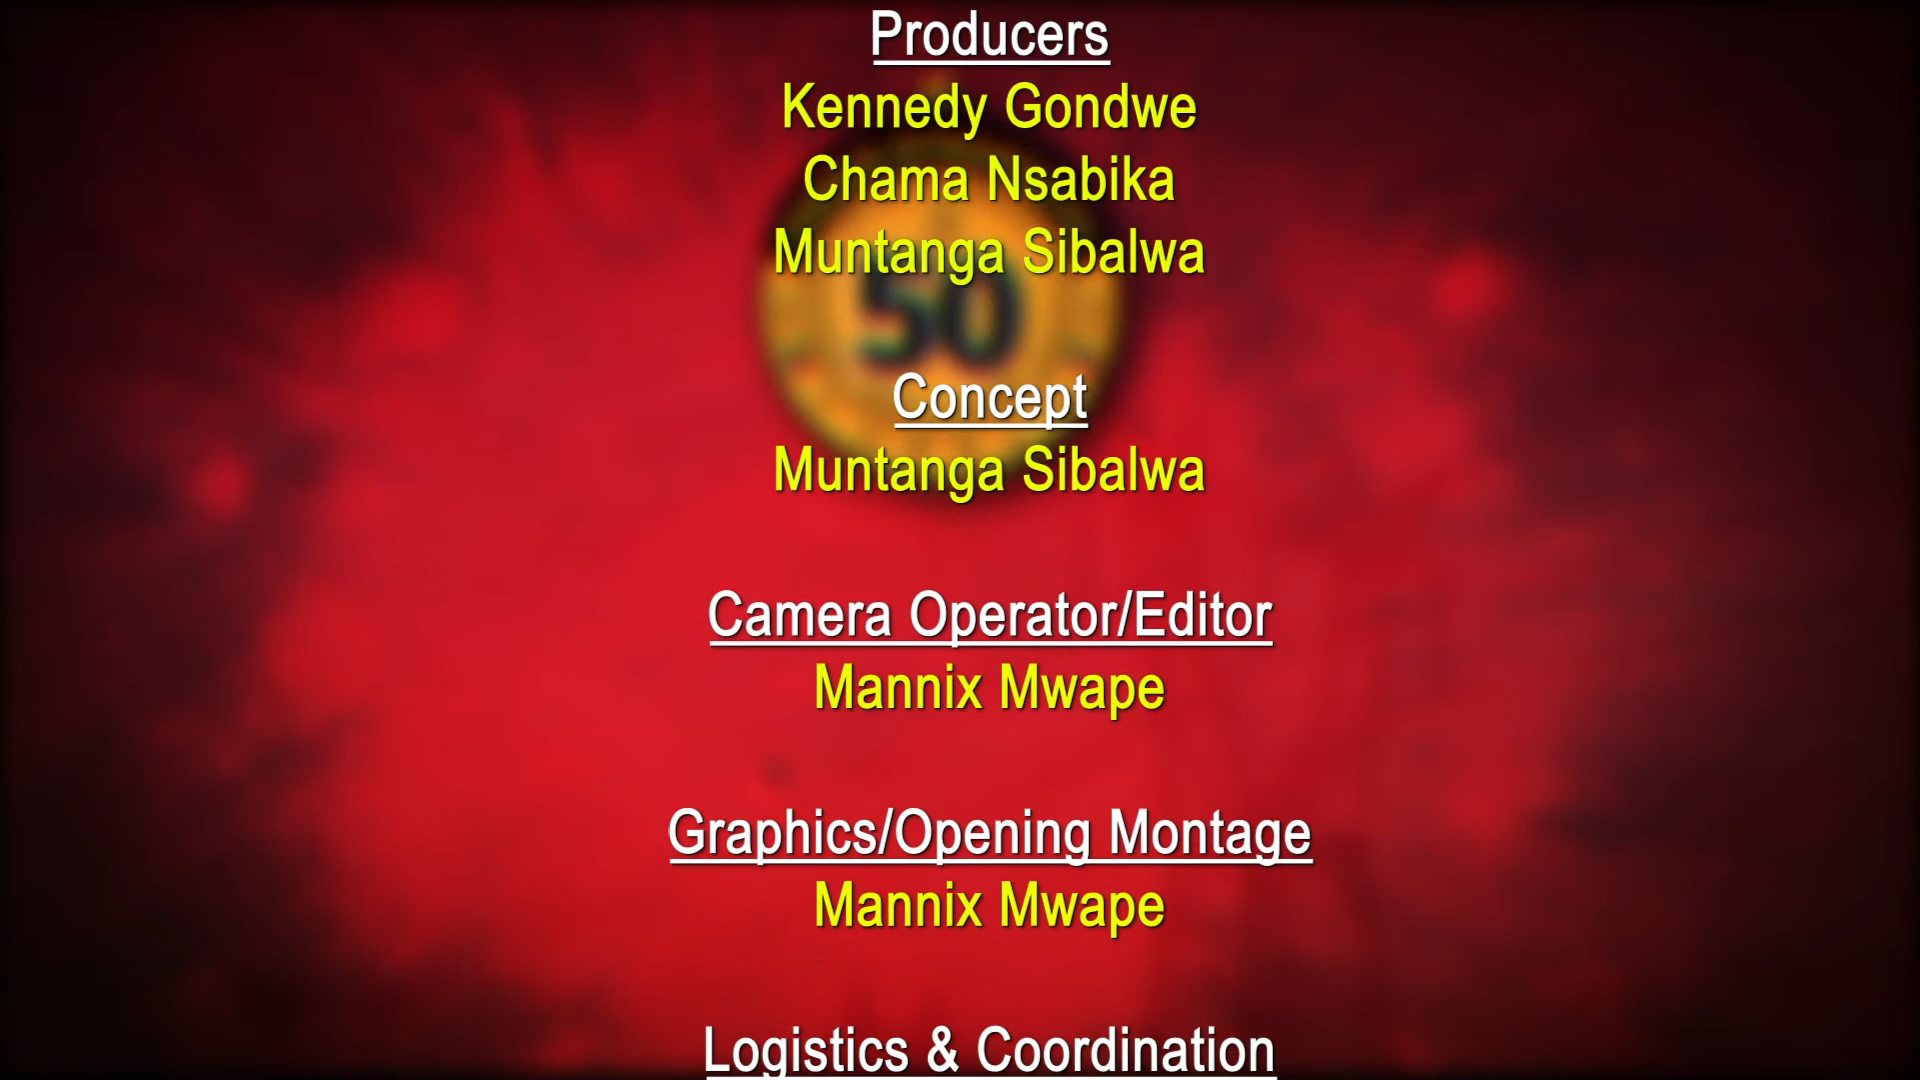 Producers
Kennedy Gondwe
Chama Nsabika
Muntanga Sibalwa
50
Concept
Muntanga Sibalwa
Camera Operator/Editor
Mannix Mwape
Graphics/Opening Montage
Mannix Mwape
Logistics & Coordination